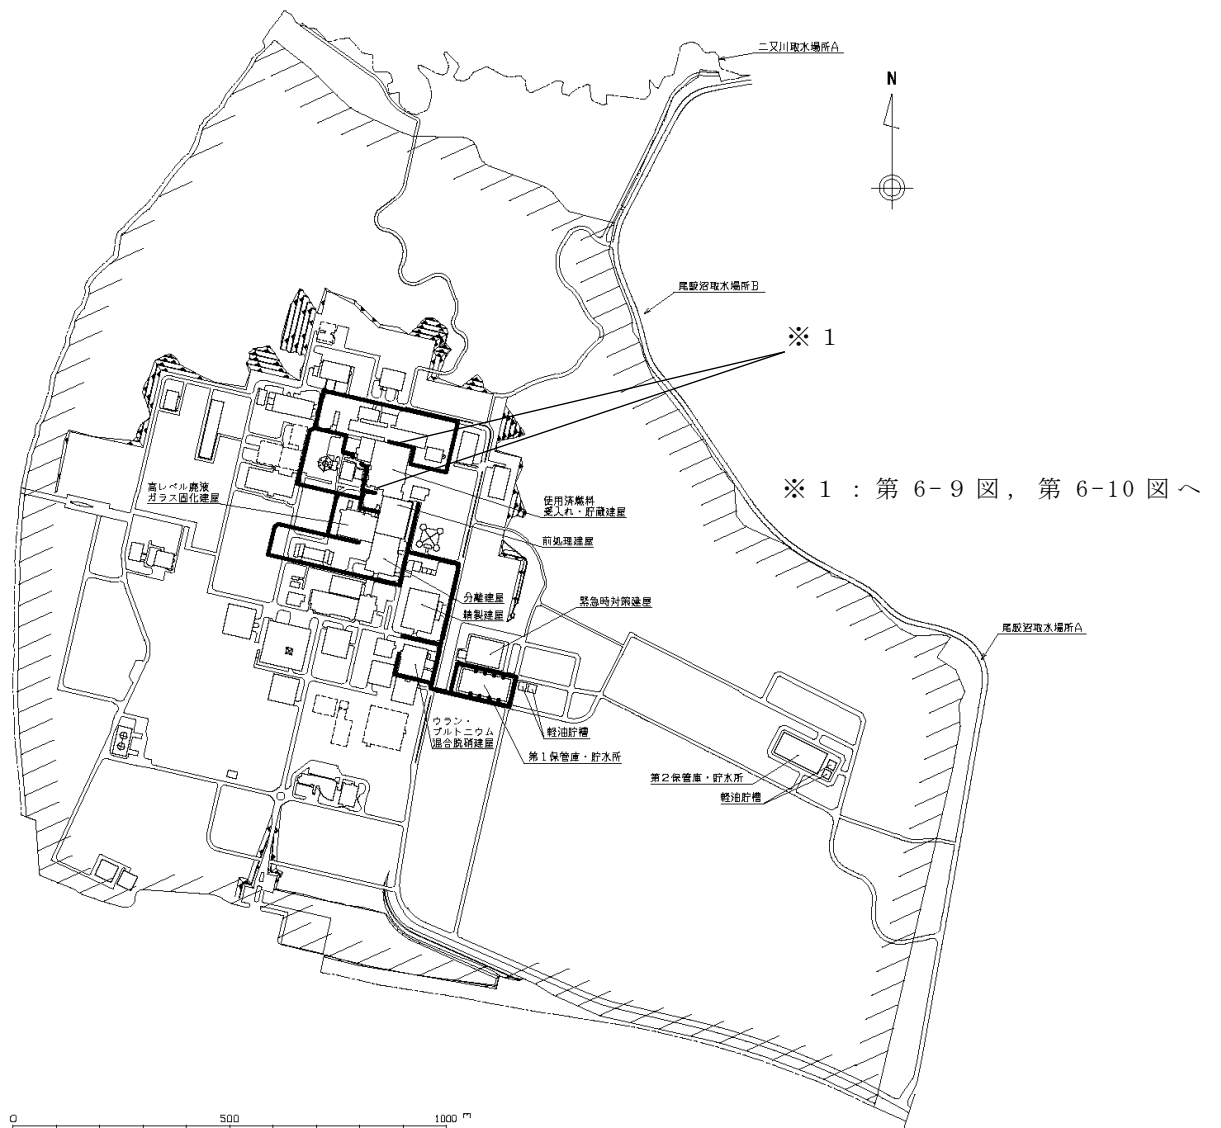 二又川取水場所A
N
尾駮沼取水場所B
※1
※1：第 6-9 図，第 6-10 図へ
高レベル廃液
ガラス固化建屋
使用済燃料
受入れ・貯蔵建屋
前処理建屋
分離建屋
精製建屋
緊急時対策建屋
尾駮沼取水場所A
ウラン・
プルトニウム
混合脱硝建屋
軽油貯槽
第1保管庫・貯水所
第2保管庫・貯水所
軽油貯槽
0 500 1000 m